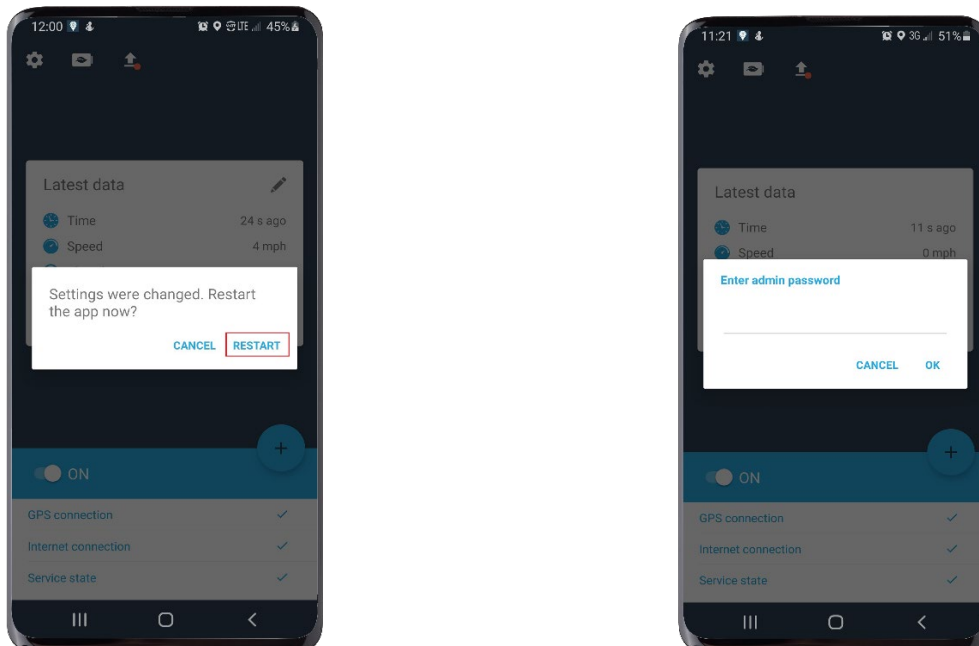 12:00
LTE 45%
Latest data
Time 24 s ago
Speed 4 mph
Settings were changed. Restart
the app now?
CANCEL RESTART
ON
GPS connection
Internet connection
Service state
11:21
3G 51%
Latest data
Time 11 s ago
Speed 0 mph
Enter admin password
CANCEL OK
ON
GPS connection
Internet connection
Service state